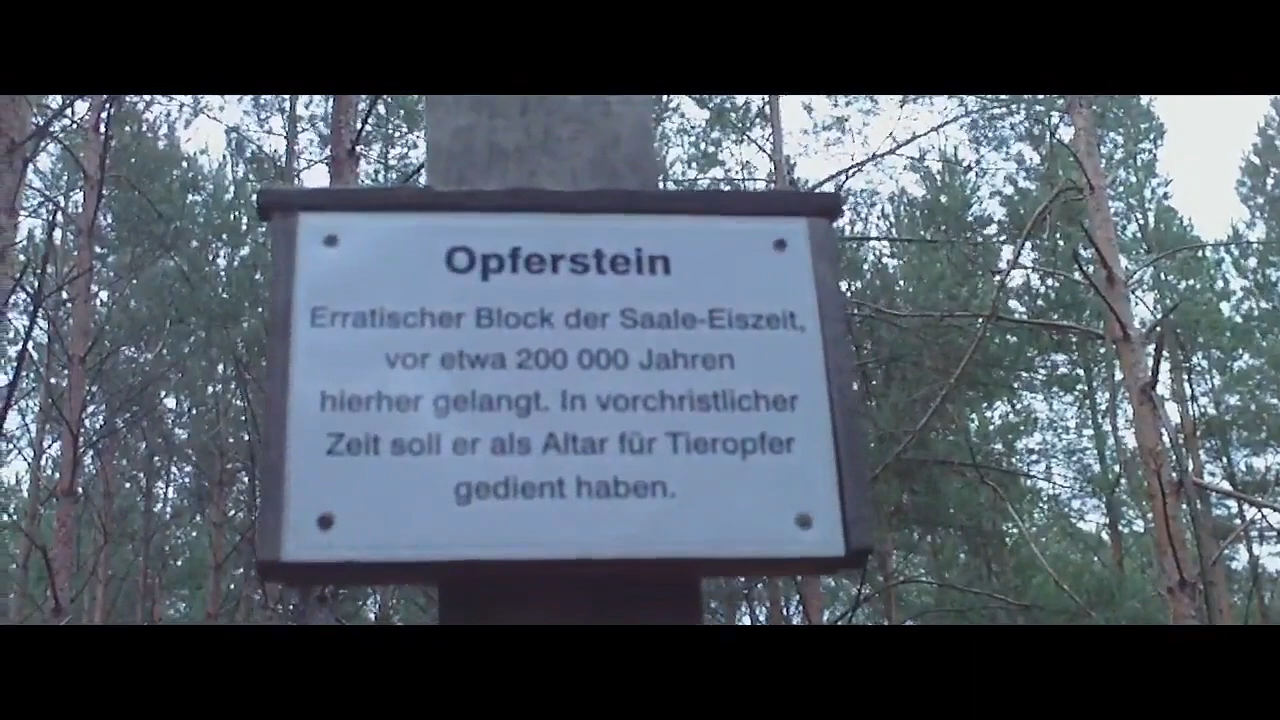 Opferstein
Erratischer Block der Saale-Eiszeit,
vor etwa 200 000 Jahren
hierher gelangt. In vorchristlicher
Zeit soll er als Altar für Tieropfer
gedient haben.